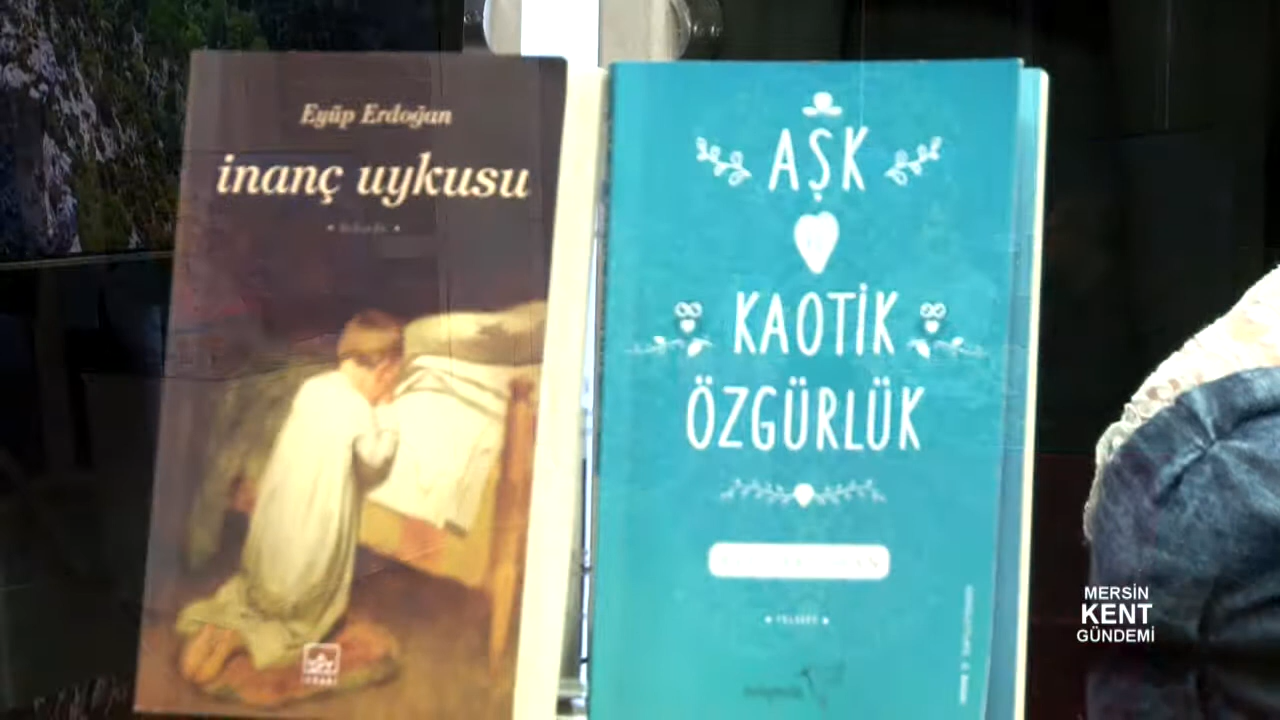 Eyüp Erdoğan
inanç uykusu
AŞK
KAOTİK
ÖZGÜRLÜK
MERSİN
KENT
GÜNDEMİ